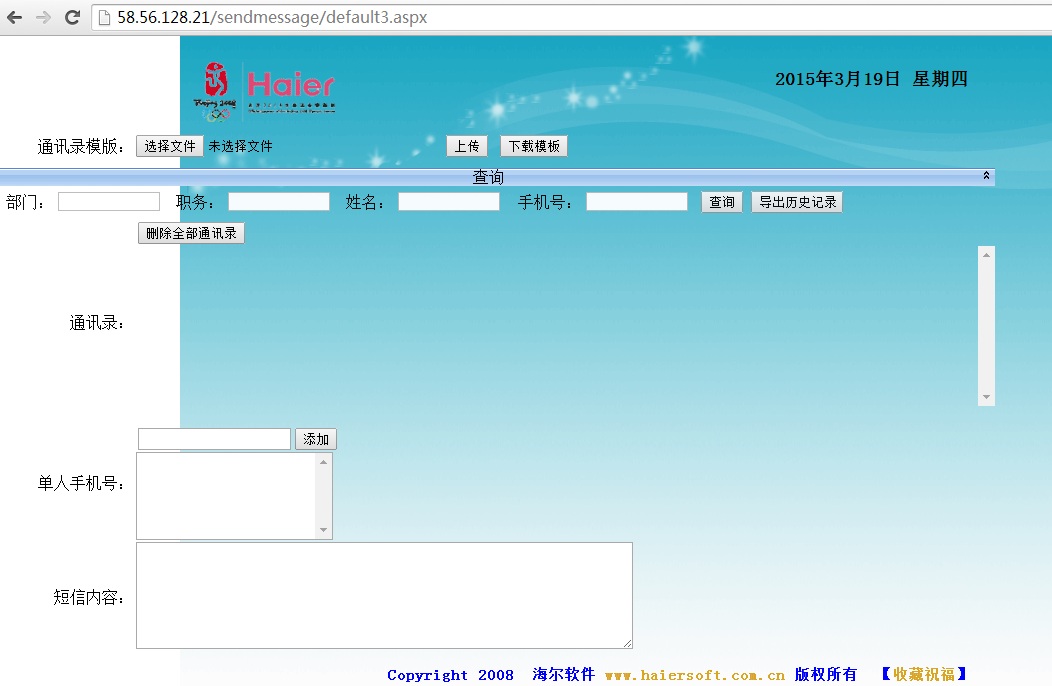 58.56.128.21/sendmessage/default3.aspx
Haier
2015年3月19日 星期四
通讯录模版： 选择文件 未选择文件 上传 下载模板
查询
部门： 职务： 姓名： 手机号： 查询 导出历史记录
删除全部通讯录
通讯录：
添加
单人手机号：
短信内容：
Copyright 2008 海尔软件 www.haiersoft.com.cn 版权所有 【收藏祝福】